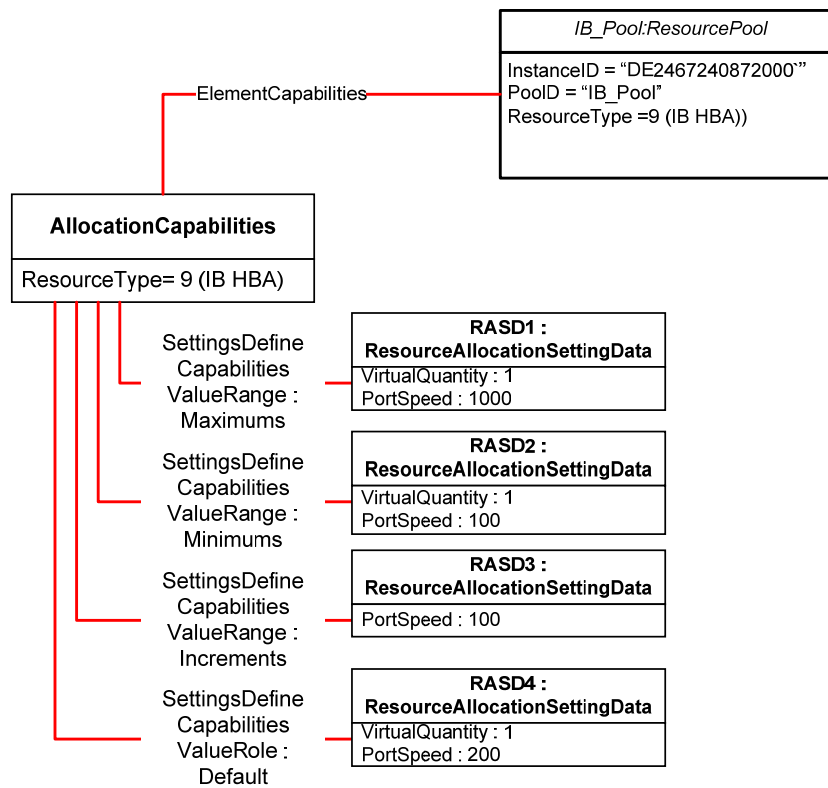 IB_Pool:ResourcePool
InstanceID = “DE2467240872000`”
PoolID = “IB_Pool”
ResourceType =9 (IB HBA))
ElementCapabilities
AllocationCapabilities
ResourceType= 9 (IB HBA)
SettingsDefine
Capabilities
ValueRange :
Maximums
RASD1 :
ResourceAllocationSettingData
VirtualQuantity : 1
PortSpeed : 1000
SettingsDefine
Capabilities
ValueRange :
Minimums
RASD2 :
ResourceAllocationSettingData
VirtualQuantity : 1
PortSpeed : 100
SettingsDefine
Capabilities
ValueRange :
Increments
RASD3 :
ResourceAllocationSettingData
PortSpeed : 100
SettingsDefine
Capabilities
ValueRole :
Default
RASD4 :
ResourceAllocationSettingData
VirtualQuantity : 1
PortSpeed : 200